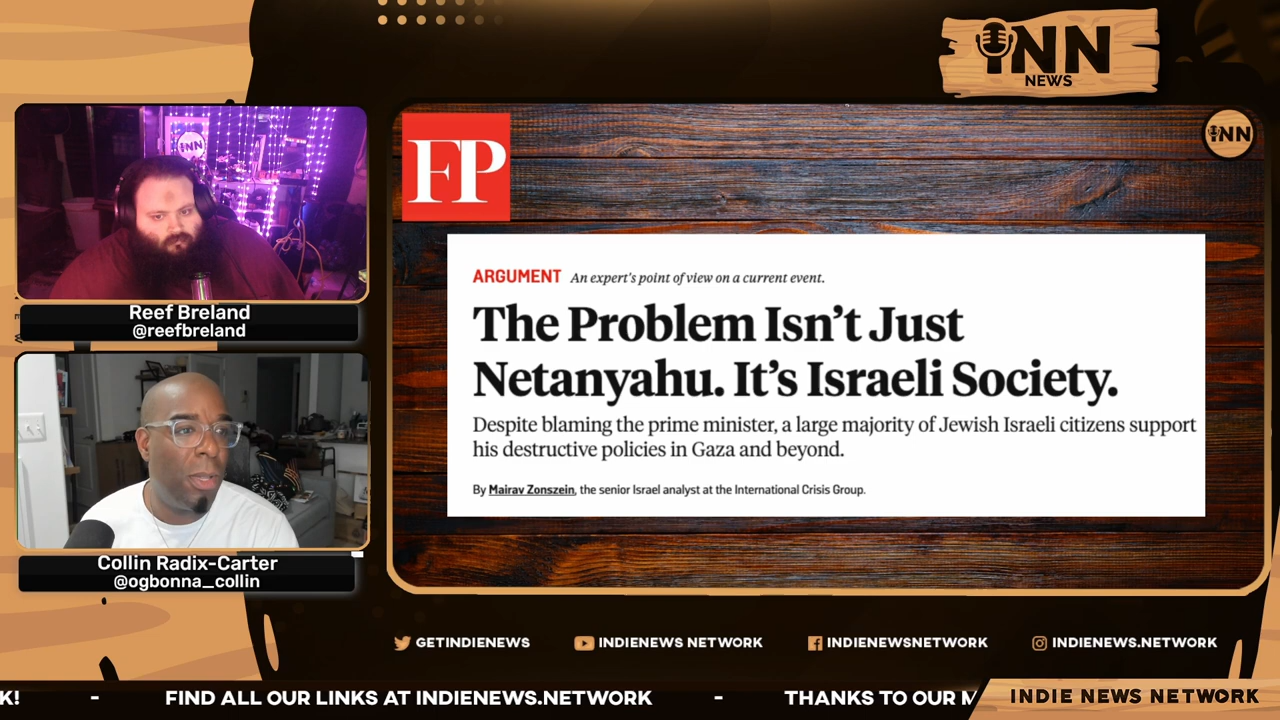 iNN
NEWS
iNN
iNN
FP
ARGUMENT An expert's point of view on a current event.
The Problem Isn't Just
Netanyahu. It's Israeli Society.
Despite blaming the prime minister, a large majority of Jewish Israeli citizens support
his destructive policies in Gaza and beyond.
By Mairav Zonszein, the senior Israel analyst at the International Crisis Group.
Reef Breland
@reefbreland
Collin Radix-Carter
@ogbonna_collin
GETINDIENEWS
INDIENEWS NETWORK
INDIENEWSNETWORK
INDIENEWS.NETWORK
K! - FIND ALL OUR LINKS AT INDIENEWS.NETWORK - THANKS TO OUR M
INDIE NEWS NETWORK